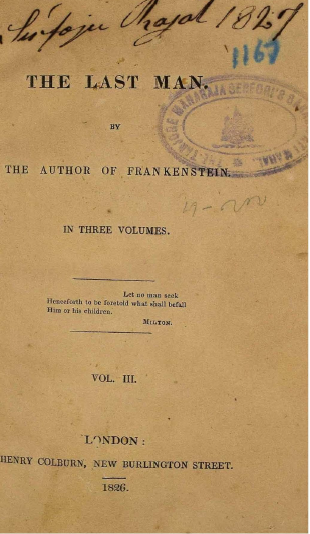 Serfojee Rajah 1827
1167
THE LAST MAN.
BY
THE AUTHOR OF FRANKENSTEIN.
IN THREE VOLUMES.
Let no man seek
Henceforth to be foretold what shall befall
Him or his children.
MILTON.
VOL. III.
LONDON:
HENRY COLBURN, NEW BURLINGTON STREET.
1826.